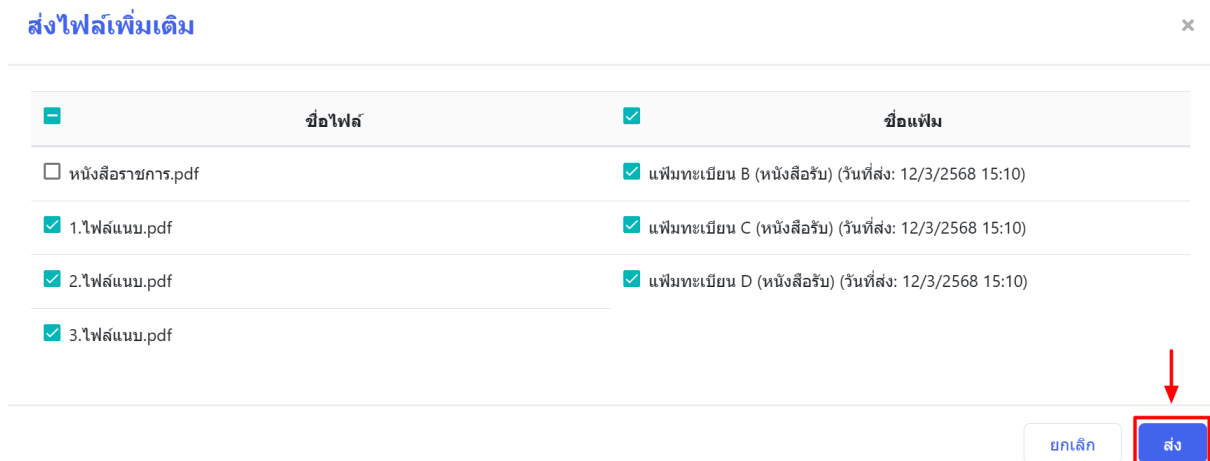 ส่งไฟล์เพิ่มเติม
ชื่อไฟล์ ชื่อแฟ้ม
หนังสือราชการ.pdf แฟ้มทะเบียน B (หนังสือรับ) (วันที่ส่ง: 12/3/2568 15:10)
1.ไฟล์แนบ.pdf แฟ้มทะเบียน C (หนังสือรับ) (วันที่ส่ง: 12/3/2568 15:10)
2.ไฟล์แนบ.pdf แฟ้มทะเบียน D (หนังสือรับ) (วันที่ส่ง: 12/3/2568 15:10)
3.ไฟล์แนบ.pdf
ยกเลิก ส่ง